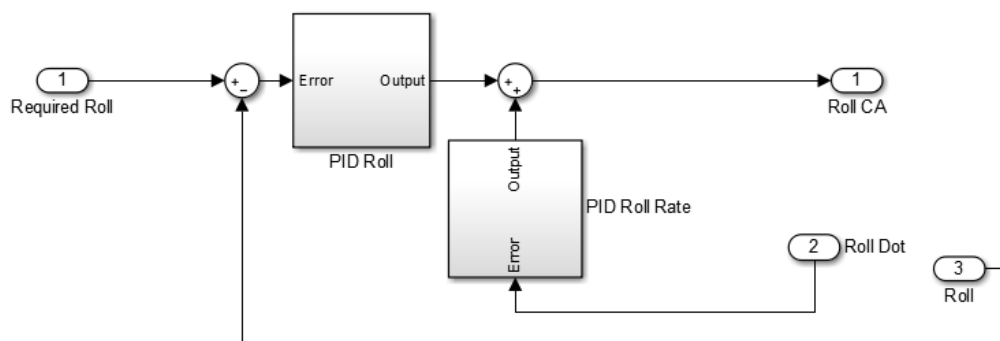 1
Required Roll
+
−
Error
Output
PID Roll
+
+
1
Roll CA
Output
Error
PID Roll Rate
2
Roll Dot
3
Roll